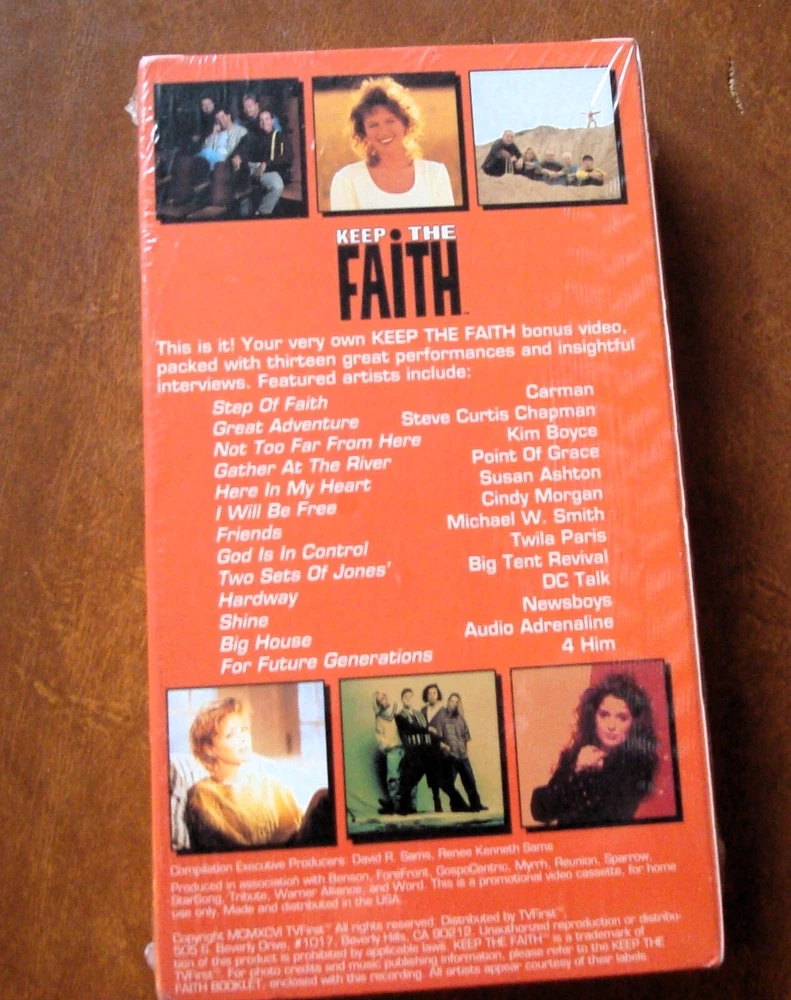 KEEP THE
FAiTH™
This is it! Your very own KEEP THE FAITH bonus video,
packed with thirteen great performances and insightful
interviews. Featured artists include:
Step Of Faith Carman
Great Adventure Steve Curtis Chapman
Not Too Far From Here Kim Boyce
Gather At The River Point Of Grace
Here In My Heart Susan Ashton
I Will Be Free Cindy Morgan
Friends Michael W. Smith
God Is In Control Twila Paris
Two Sets Of Jones' Big Tent Revival
Hardway DC Talk
Shine Newsboys
Big House Audio Adrenaline
For Future Generations 4 Him
Compilation Executive Producers: David R. Sams, Renee Kenneth Sams
Produced in association with Benson, ForeFront, GospoCentric, Myrrh, Reunion, Sparrow,
StarSong, Tribute, Warner Alliance, and Word. This is a promotional video cassette, for home
use only. Made and distributed in the USA.
Copyright MCMXCVI TVFirst™ All rights reserved. Distributed by TVFirst™,
505 S. Beverly Drive, #1017, Beverly Hills, CA 90212. Unauthorized reproduction or distribu-
tion of this product is prohibited by applicable laws. KEEP THE FAITH™ is a trademark of
TVFirst™. For photo credits and music publishing information, please refer to the KEEP THE
FAITH BOOKLET, enclosed with this recording. All artists appear courtesy of their labels.